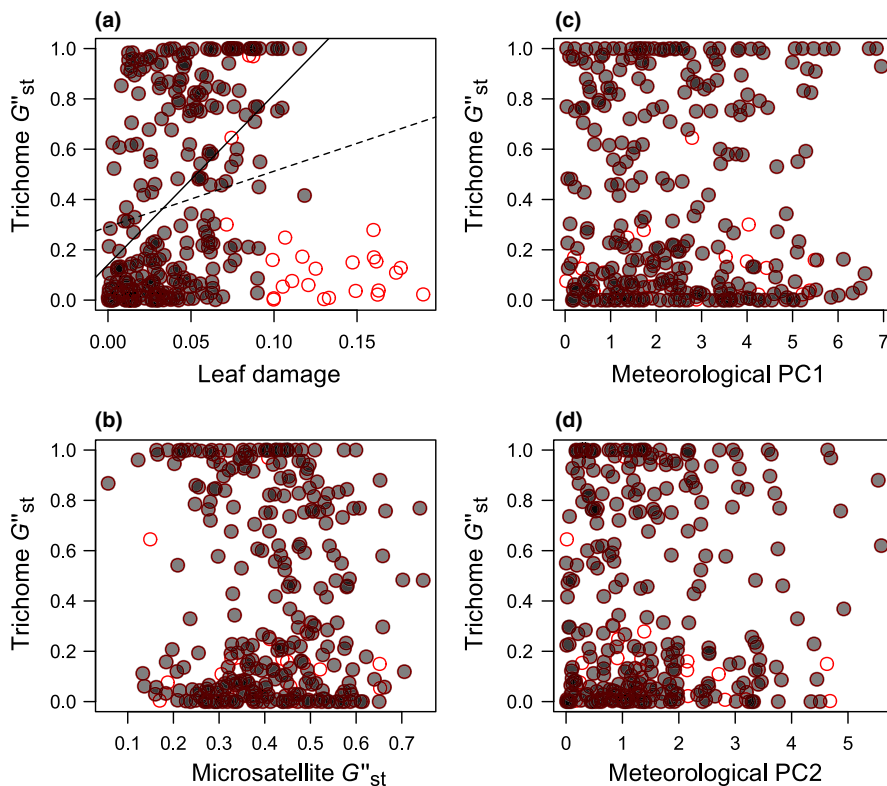 (a)
1.0
0.8
0.6
0.4
0.2
0.0
Trichome G"st
0.00 0.05 0.10 0.15
Leaf damage
(c)
1.0
0.8
0.6
0.4
0.2
0.0
Trichome G"st
0 1 2 3 4 5 6 7
Meteorological PC1
(b)
1.0
0.8
0.6
0.4
0.2
0.0
Trichome G"st
0.1 0.2 0.3 0.4 0.5 0.6 0.7
Microsatellite G"st
(d)
1.0
0.8
0.6
0.4
0.2
0.0
Trichome G"st
0 1 2 3 4 5
Meteorological PC2